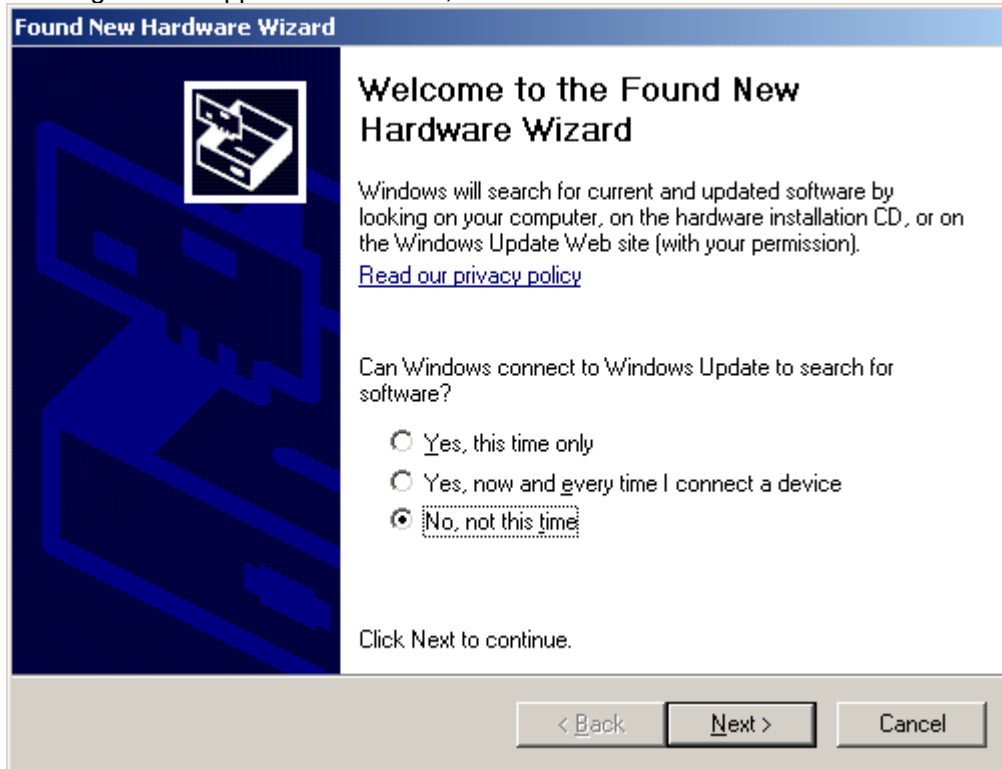 Found New Hardware Wizard
Welcome to the Found New
Hardware Wizard
Windows will search for current and updated software by
looking on your computer, on the hardware installation CD, or on
the Windows Update Web site (with your permission).
Read our privacy policy
Can Windows connect to Windows Update to search for
software?
Yes, this time only
Yes, now and every time I connect a device
No, not this time
Click Next to continue.
< Back
Next >
Cancel